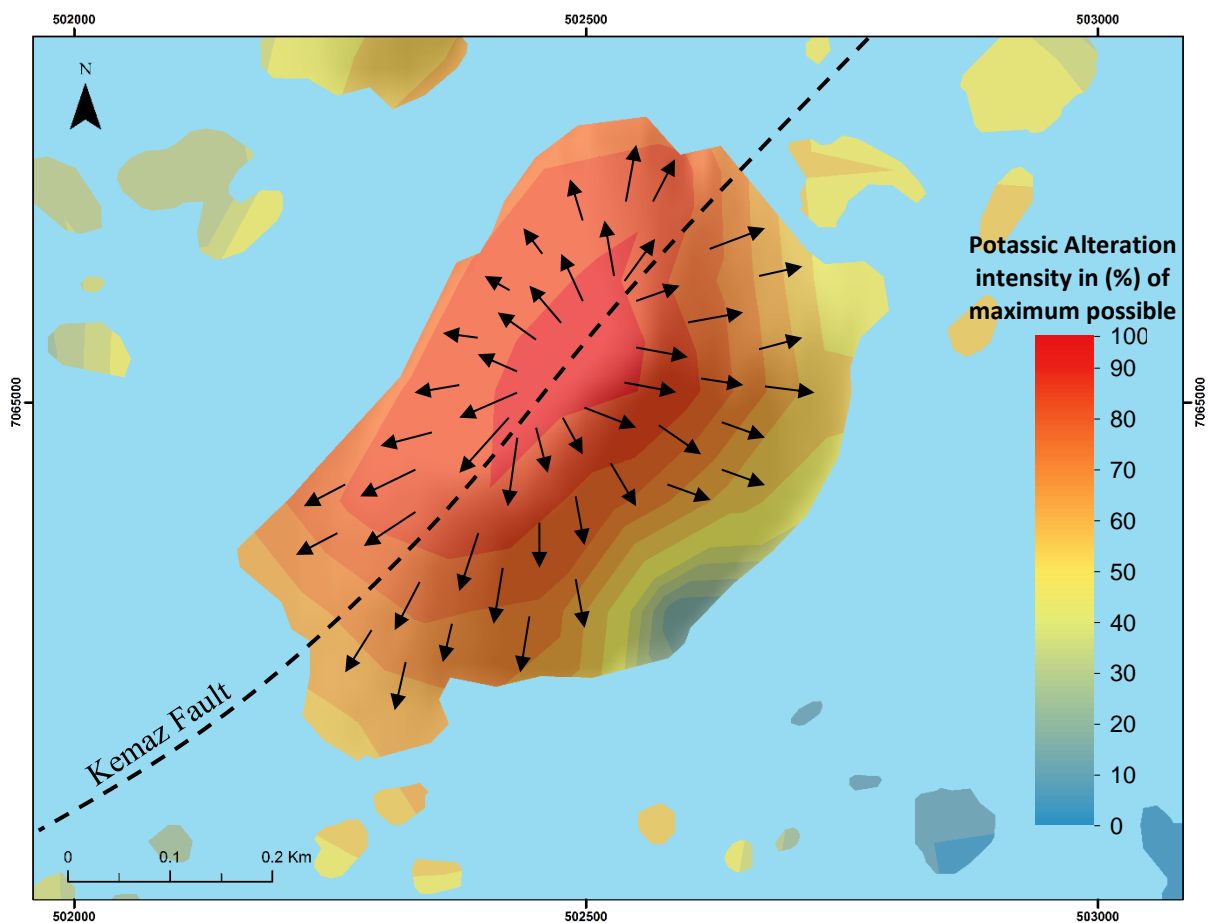 502000 502500 503000
N
Potassic Alteration
intensity in (%) of
maximum possible
100
90
80
70
60
50
40
30
20
10
0
7065000
7065000
Kemaz Fault
0 0.1 0.2 Km
502000 502500 503000